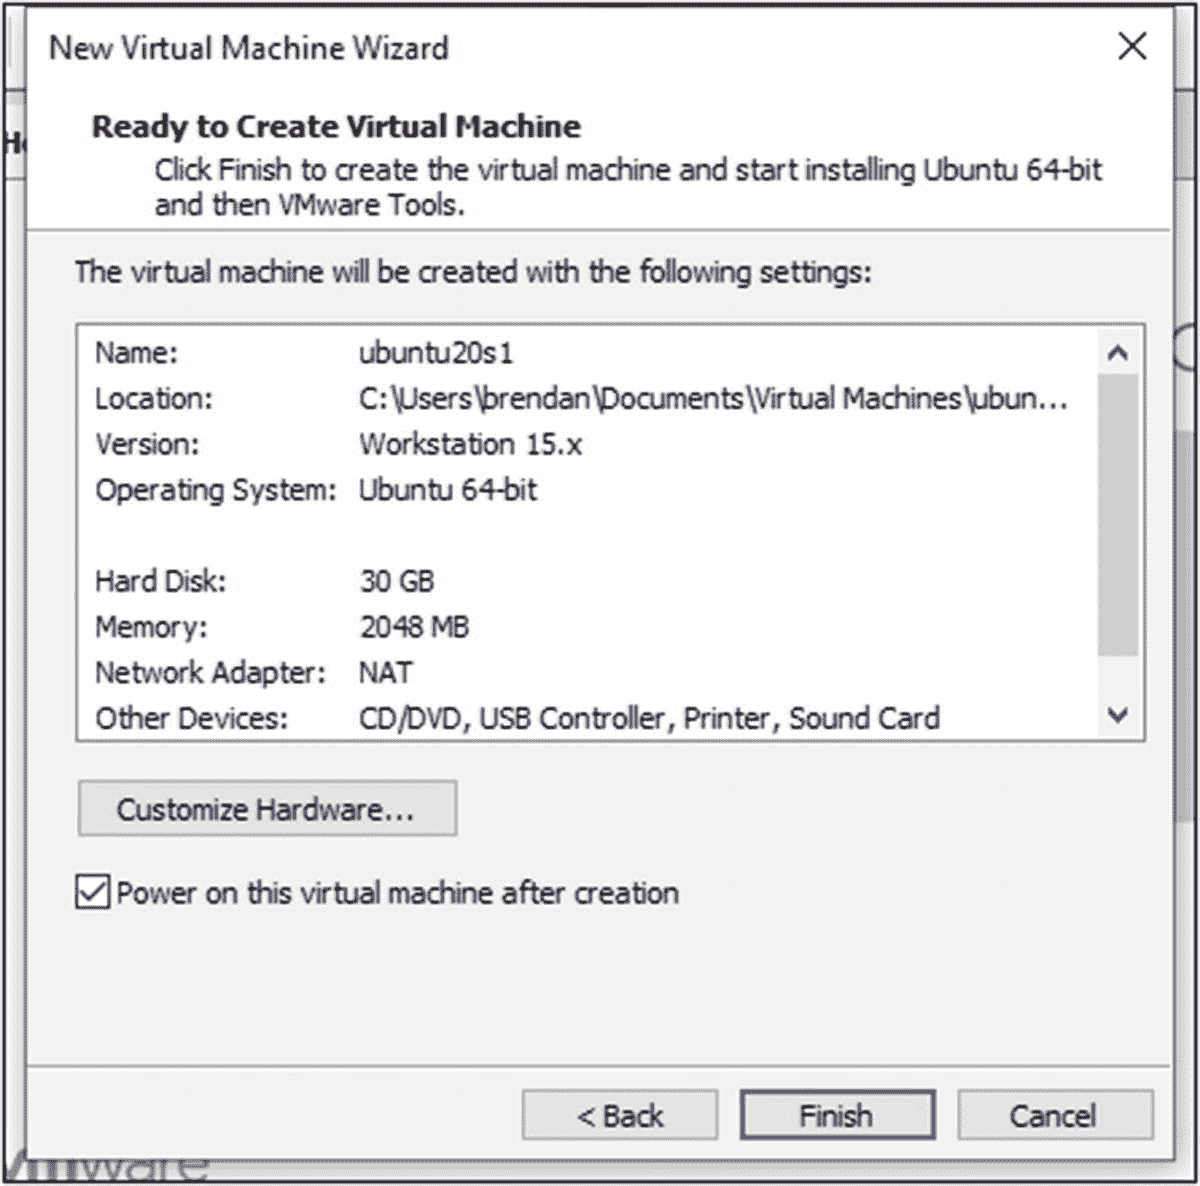 New Virtual Machine Wizard
Ready to Create Virtual Machine
Click Finish to create the virtual machine and start installing Ubuntu 64-bit
and then VMware Tools.
The virtual machine will be created with the following settings:
Name: ubuntu20s1
Location: C:\Users\brendan\Documents\Virtual Machines\ubun...
Version: Workstation 15.x
Operating System: Ubuntu 64-bit
Hard Disk: 30 GB
Memory: 2048 MB
Network Adapter: NAT
Other Devices: CD/DVD, USB Controller, Printer, Sound Card
Customize Hardware...
Power on this virtual machine after creation
< Back Finish Cancel
vmware